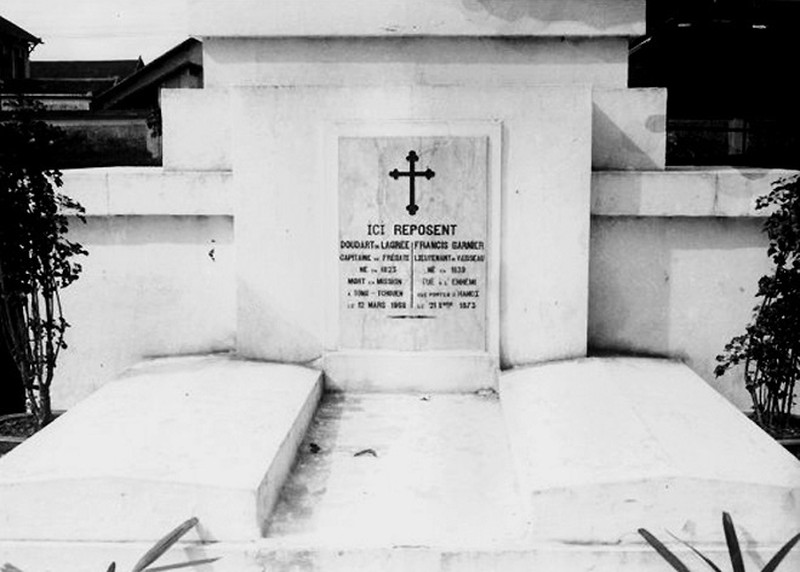 ICI REPOSENT
DOUDART DE LAGRÉE
CAPITAINE DE FRÉGATE
NÉ EN 1823
MORT EN MISSION
A TONG-TCHOUEN
LE 12 MARS 1868
FRANCIS GARNIER
LIEUTENANT DE VAISSEAU
NÉ EN 1839
TUÉ A L'ENNEMI
AUX PORTES D'HANOÏ
LE 21 Xbre 1873